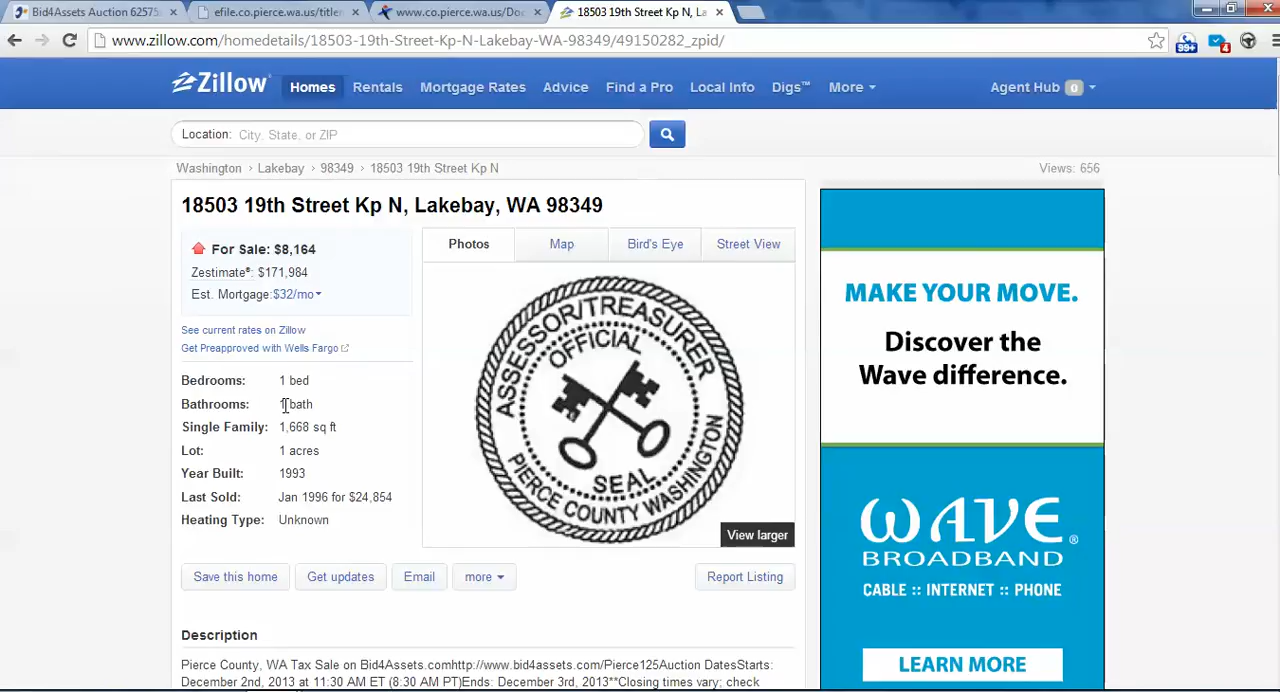 Bid4Assets Auction 62575
efile.co.pierce.wa.us/titler
www.co.pierce.wa.us/Doc
18503 19th Street Kp N, La
www.zillow.com/homedetails/18503-19th-Street-Kp-N-Lakebay-WA-98349/49150282_zpid/
99+
4
Zillow
Homes
Rentals
Mortgage Rates
Advice
Find a Pro
Local Info
Digs™
More
Agent Hub 0
Location: City, State, or ZIP
Washington › Lakebay › 98349 › 18503 19th Street Kp N
Views: 656
18503 19th Street Kp N, Lakebay, WA 98349
For Sale: $8,164
Zestimate®: $171,984
Est. Mortgage: $32/mo
See current rates on Zillow
Get Preapproved with Wells Fargo
Bedrooms: 1 bed
Bathrooms: 1 bath
Single Family: 1,668 sq ft
Lot: 1 acres
Year Built: 1993
Last Sold: Jan 1996 for $24,854
Heating Type: Unknown
Photos
Map
Bird's Eye
Street View
ASSESSOR/TREASURER
OFFICIAL
SEAL
PIERCE COUNTY WASHINGTON
View larger
Save this home
Get updates
Email
more
Report Listing
Description
Pierce County, WA Tax Sale on Bid4Assets.comhttp://www.bid4assets.com/Pierce125Auction DatesStarts:
December 2nd, 2013 at 11:30 AM ET (8:30 AM PT)Ends: December 3rd, 2013**Closing times vary; check
MAKE YOUR MOVE.
Discover the
Wave difference.
WAVE®
BROADBAND
CABLE :: INTERNET :: PHONE
LEARN MORE